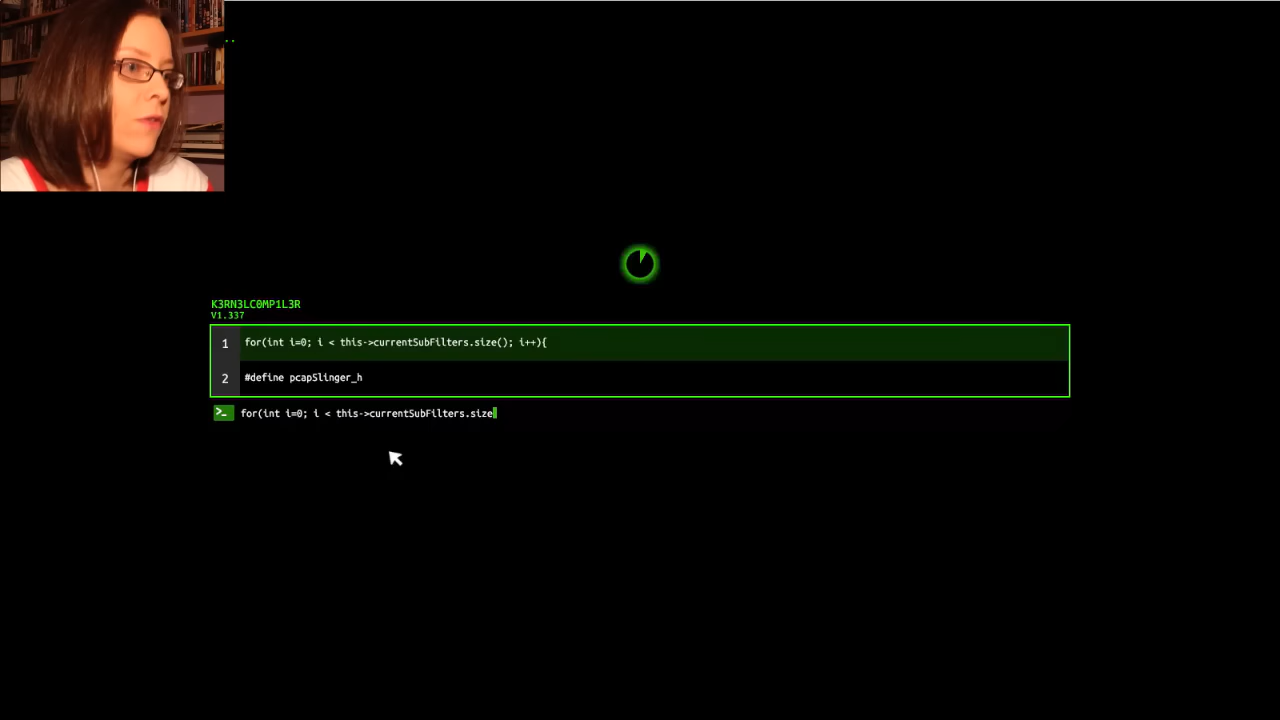 ..
K3RN3LC0MP1L3R
V1.337
1 for(int i=0; i < this->currentSubFilters.size(); i++){
2 #define pcapSlinger_h
>_ for(int i=0; i < this->currentSubFilters.size